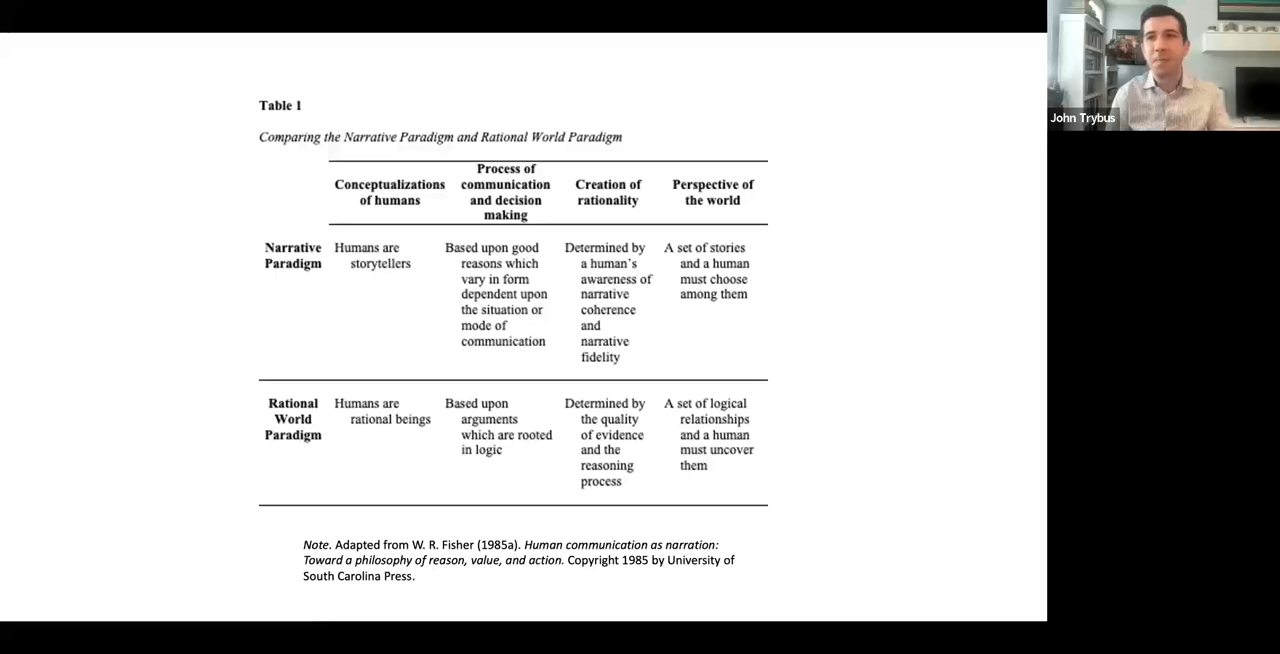 John Trybus
Table 1
Comparing the Narrative Paradigm and Rational World Paradigm
Conceptualizations
of humans
Process of
communication
and decision
making
Creation of
rationality
Perspective of
the world
Narrative
Paradigm
Humans are
storytellers
Based upon good
reasons which
vary in form
dependent upon
the situation or
mode of
communication
Determined by
a human's
awareness of
narrative
coherence
and
narrative
fidelity
A set of stories
and a human
must choose
among them
Rational
World
Paradigm
Humans are
rational beings
Based upon
arguments
which are rooted
in logic
Determined by
the quality
of evidence
and the
reasoning
process
A set of logical
relationships
and a human
must uncover
them
Note. Adapted from W. R. Fisher (1985a). Human communication as narration:
Toward a philosophy of reason, value, and action. Copyright 1985 by University of
South Carolina Press.